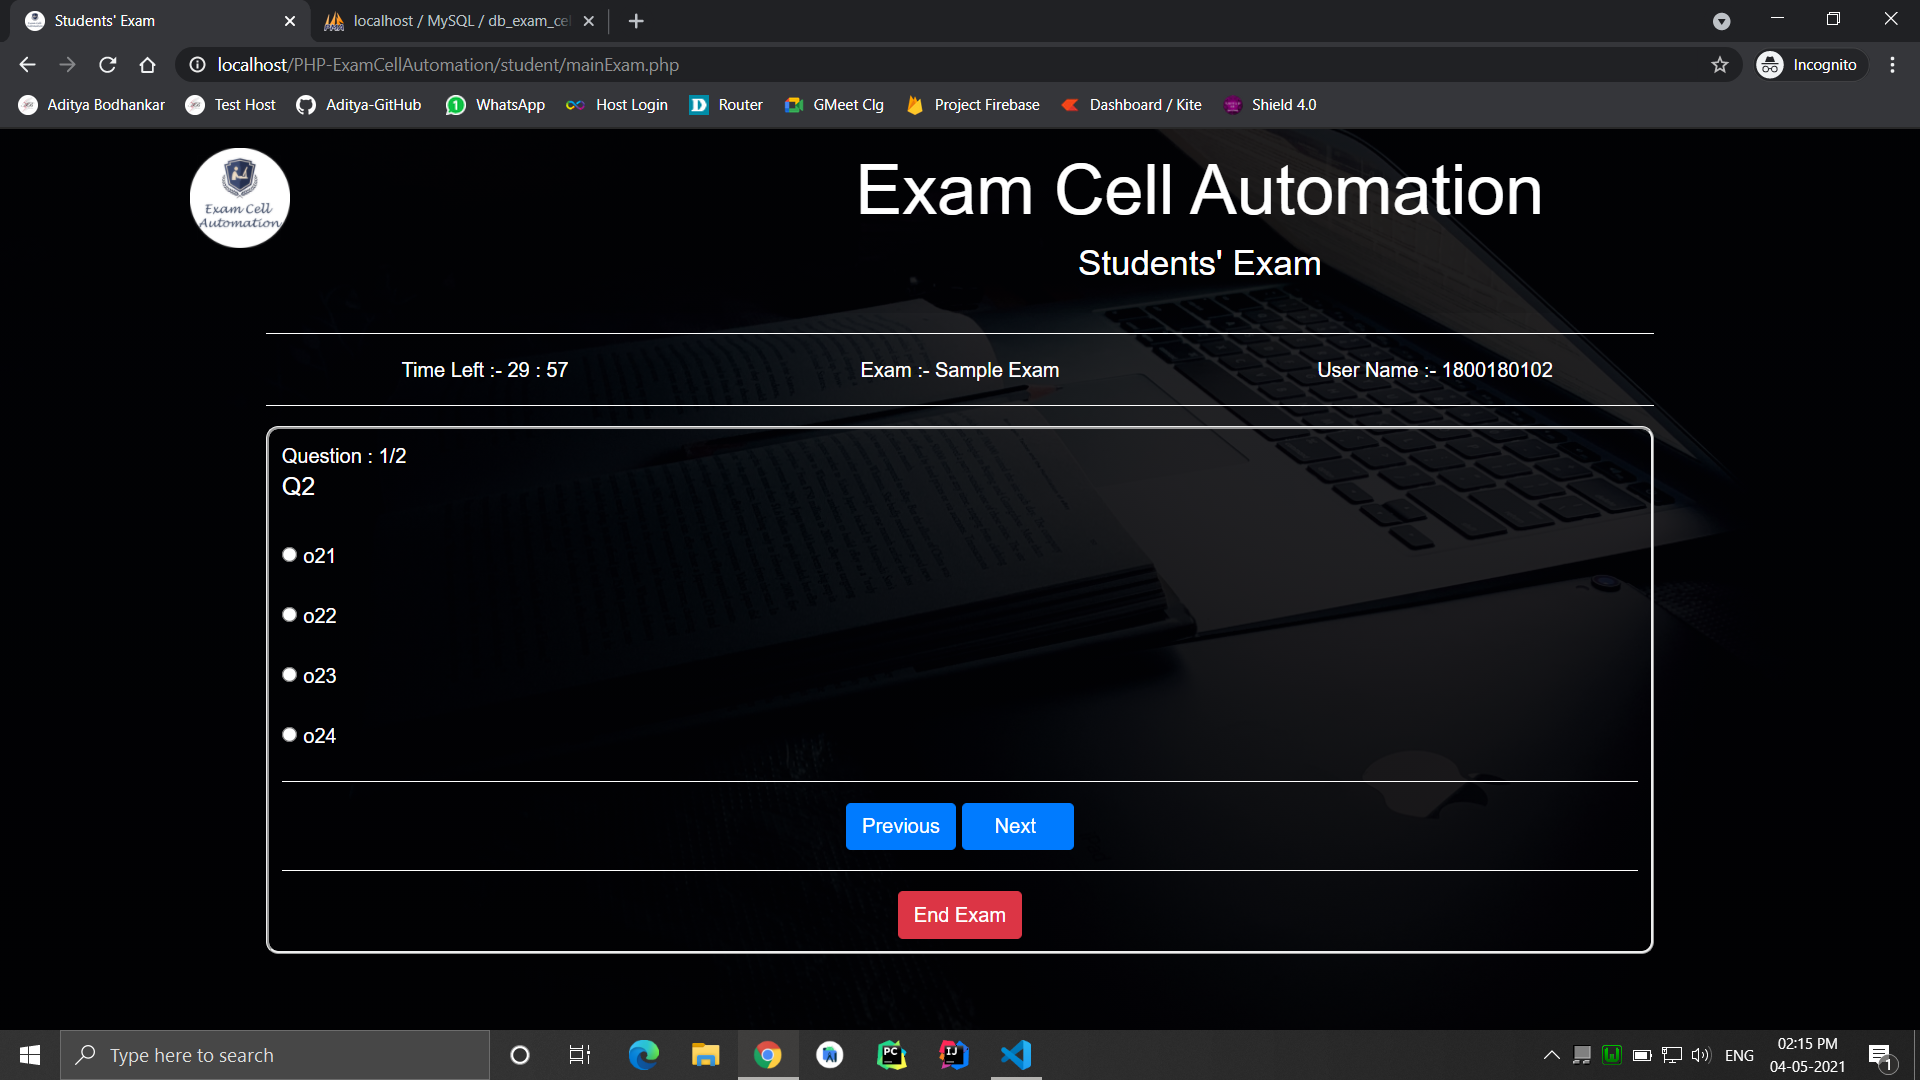 Students' Exam
localhost / MySQL / db_exam_cel
localhost/PHP-ExamCellAutomation/student/mainExam.php
Incognito
Aditya Bodhankar
Test Host
Aditya-GitHub
WhatsApp
Host Login
Router
GMeet Clg
Project Firebase
Dashboard / Kite
Shield 4.0
Exam Cell
Automation
Exam Cell Automation
Students' Exam
Time Left :- 29 : 57
Exam :- Sample Exam
User Name :- 1800180102
Question : 1/2
Q2
o21
o22
o23
o24
Previous
Next
End Exam
Type here to search
ENG
02:15 PM
04-05-2021
1